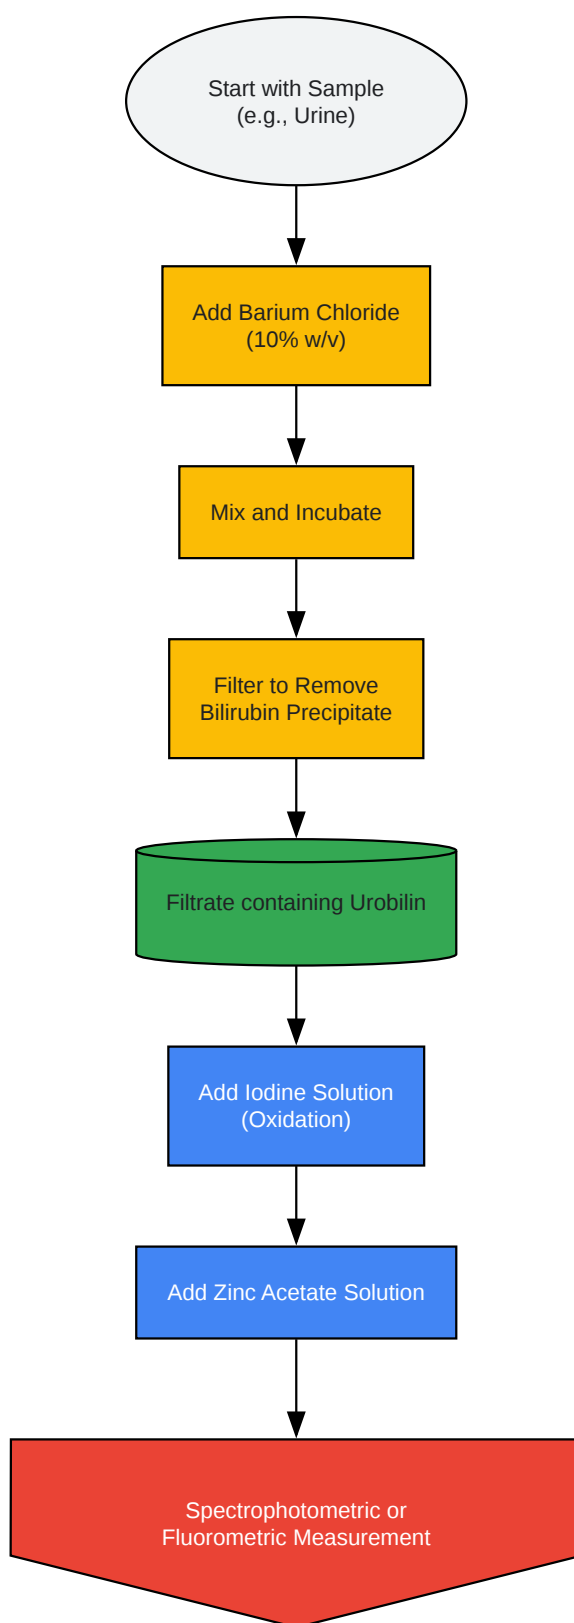 Start with Sample
(e.g., Urine)
Add Barium Chloride
(10% w/v)
Mix and Incubate
Filter to Remove
Bilirubin Precipitate
Filtrate containing Urobilin
Add Iodine Solution
(Oxidation)
Add Zinc Acetate Solution
Spectrophotometric or
Fluorometric Measurement